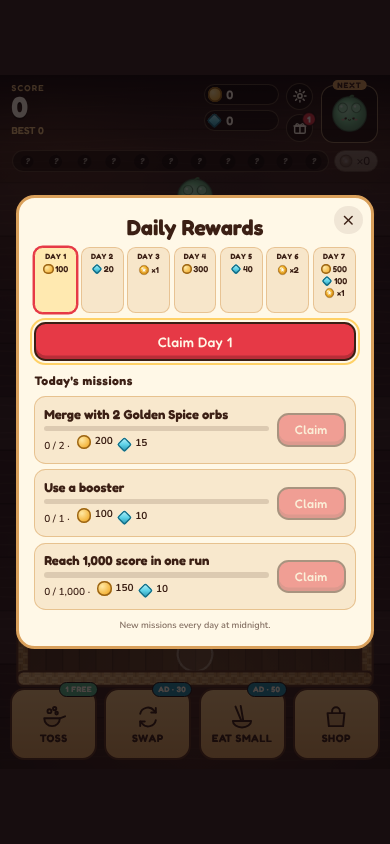 SCORE
0
BEST 0
0
0
1
NEXT
? ? ? ? ? ? ? ? ? ? ?
×0
Daily Rewards
DAY 1
100
DAY 2
20
DAY 3
×1
DAY 4
300
DAY 5
40
DAY 6
×2
DAY 7
500
100
×1
Claim Day 1
Today's missions
Merge with 2 Golden Spice orbs
0 / 2 · 200 15
Claim
Use a booster
0 / 1 · 100 10
Claim
Reach 1,000 score in one run
0 / 1,000 · 150 10
Claim
New missions every day at midnight.
1 FREE
TOSS
AD · 30
SWAP
AD · 50
EAT SMALL
SHOP